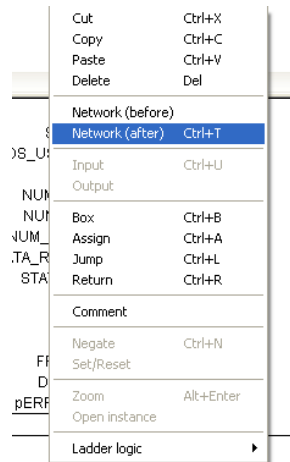 Cut Ctrl+X
Copy Ctrl+C
Paste Ctrl+V
Delete Del
Network (before)
Network (after) Ctrl+T
Input Ctrl+U
Output
Box Ctrl+B
Assign Ctrl+A
Jump Ctrl+L
Return Ctrl+R
Comment
Negate Ctrl+N
Set/Reset
Zoom Alt+Enter
Open instance
Ladder logic